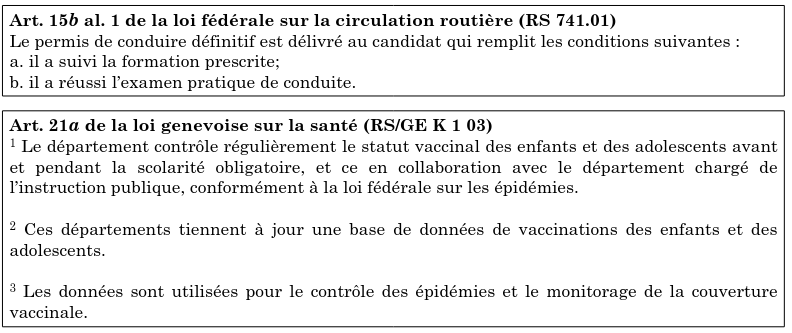 Art. 15b al. 1 de la loi fédérale sur la circulation routière (RS 741.01)
Le permis de conduire définitif est délivré au candidat qui remplit les conditions suivantes :
a. il a suivi la formation prescrite;
b. il a réussi l’examen pratique de conduite.
Art. 21a de la loi genevoise sur la santé (RS/GE K 1 03)
1 Le département contrôle régulièrement le statut vaccinal des enfants et des adolescents avant
et pendant la scolarité obligatoire, et ce en collaboration avec le département chargé de
l’instruction publique, conformément à la loi fédérale sur les épidémies.
2 Ces départements tiennent à jour une base de données de vaccinations des enfants et des
adolescents.
3 Les données sont utilisées pour le contrôle des épidémies et le monitorage de la couverture
vaccinale.